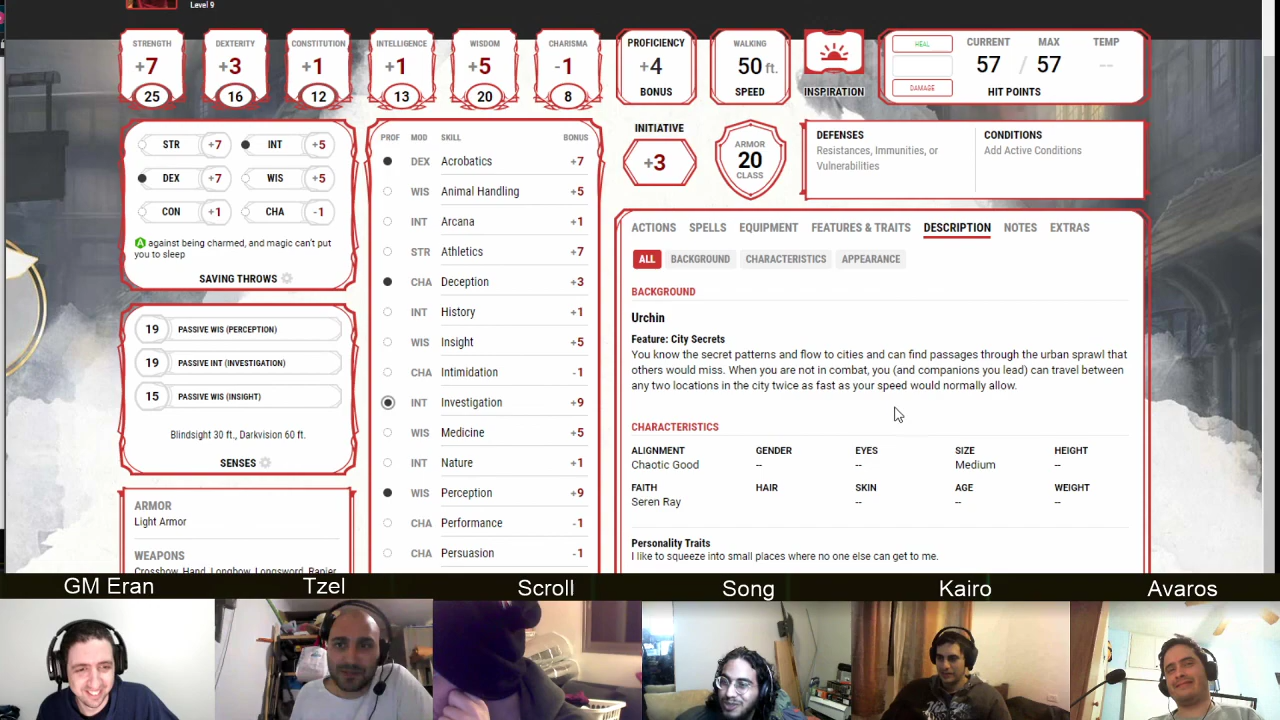 Level 9
STRENGTH
+7
25
DEXTERITY
+3
16
CONSTITUTION
+1
12
INTELLIGENCE
+1
13
WISDOM
+5
20
CHARISMA
-1
8
PROFICIENCY
+4
BONUS
WALKING
50 ft.
SPEED
INSPIRATION
HEAL
DAMAGE
CURRENT
57
/
MAX
57
TEMP
--
HIT POINTS
STR +7
INT +5
DEX +7
WIS +5
CON +1
CHA -1
A against being charmed, and magic can't put
you to sleep
SAVING THROWS
19 PASSIVE WIS (PERCEPTION)
19 PASSIVE INT (INVESTIGATION)
15 PASSIVE WIS (INSIGHT)
Blindsight 30 ft., Darkvision 60 ft.
SENSES
ARMOR
Light Armor
WEAPONS
Crossbow, Hand, Longbow, Longsword, Rapier,
PROF MOD SKILL BONUS
DEX Acrobatics +7
WIS Animal Handling +5
INT Arcana +1
STR Athletics +7
CHA Deception +3
INT History +1
WIS Insight +5
CHA Intimidation -1
INT Investigation +9
WIS Medicine +5
INT Nature +1
WIS Perception +9
CHA Performance -1
CHA Persuasion -1
INITIATIVE
+3
ARMOR
20
CLASS
DEFENSES
Resistances, Immunities, or
Vulnerabilities
CONDITIONS
Add Active Conditions
ACTIONS SPELLS EQUIPMENT FEATURES & TRAITS DESCRIPTION NOTES EXTRAS
ALL BACKGROUND CHARACTERISTICS APPEARANCE
BACKGROUND
Urchin
Feature: City Secrets
You know the secret patterns and flow to cities and can find passages through the urban sprawl that
others would miss. When you are not in combat, you (and companions you lead) can travel between
any two locations in the city twice as fast as your speed would normally allow.
CHARACTERISTICS
ALIGNMENT GENDER EYES SIZE HEIGHT
Chaotic Good -- -- Medium --
FAITH HAIR SKIN AGE WEIGHT
Seren Ray -- -- -- --
Personality Traits
I like to squeeze into small places where no one else can get to me.
GM Eran Tzel Scroll Song Kairo Avaros